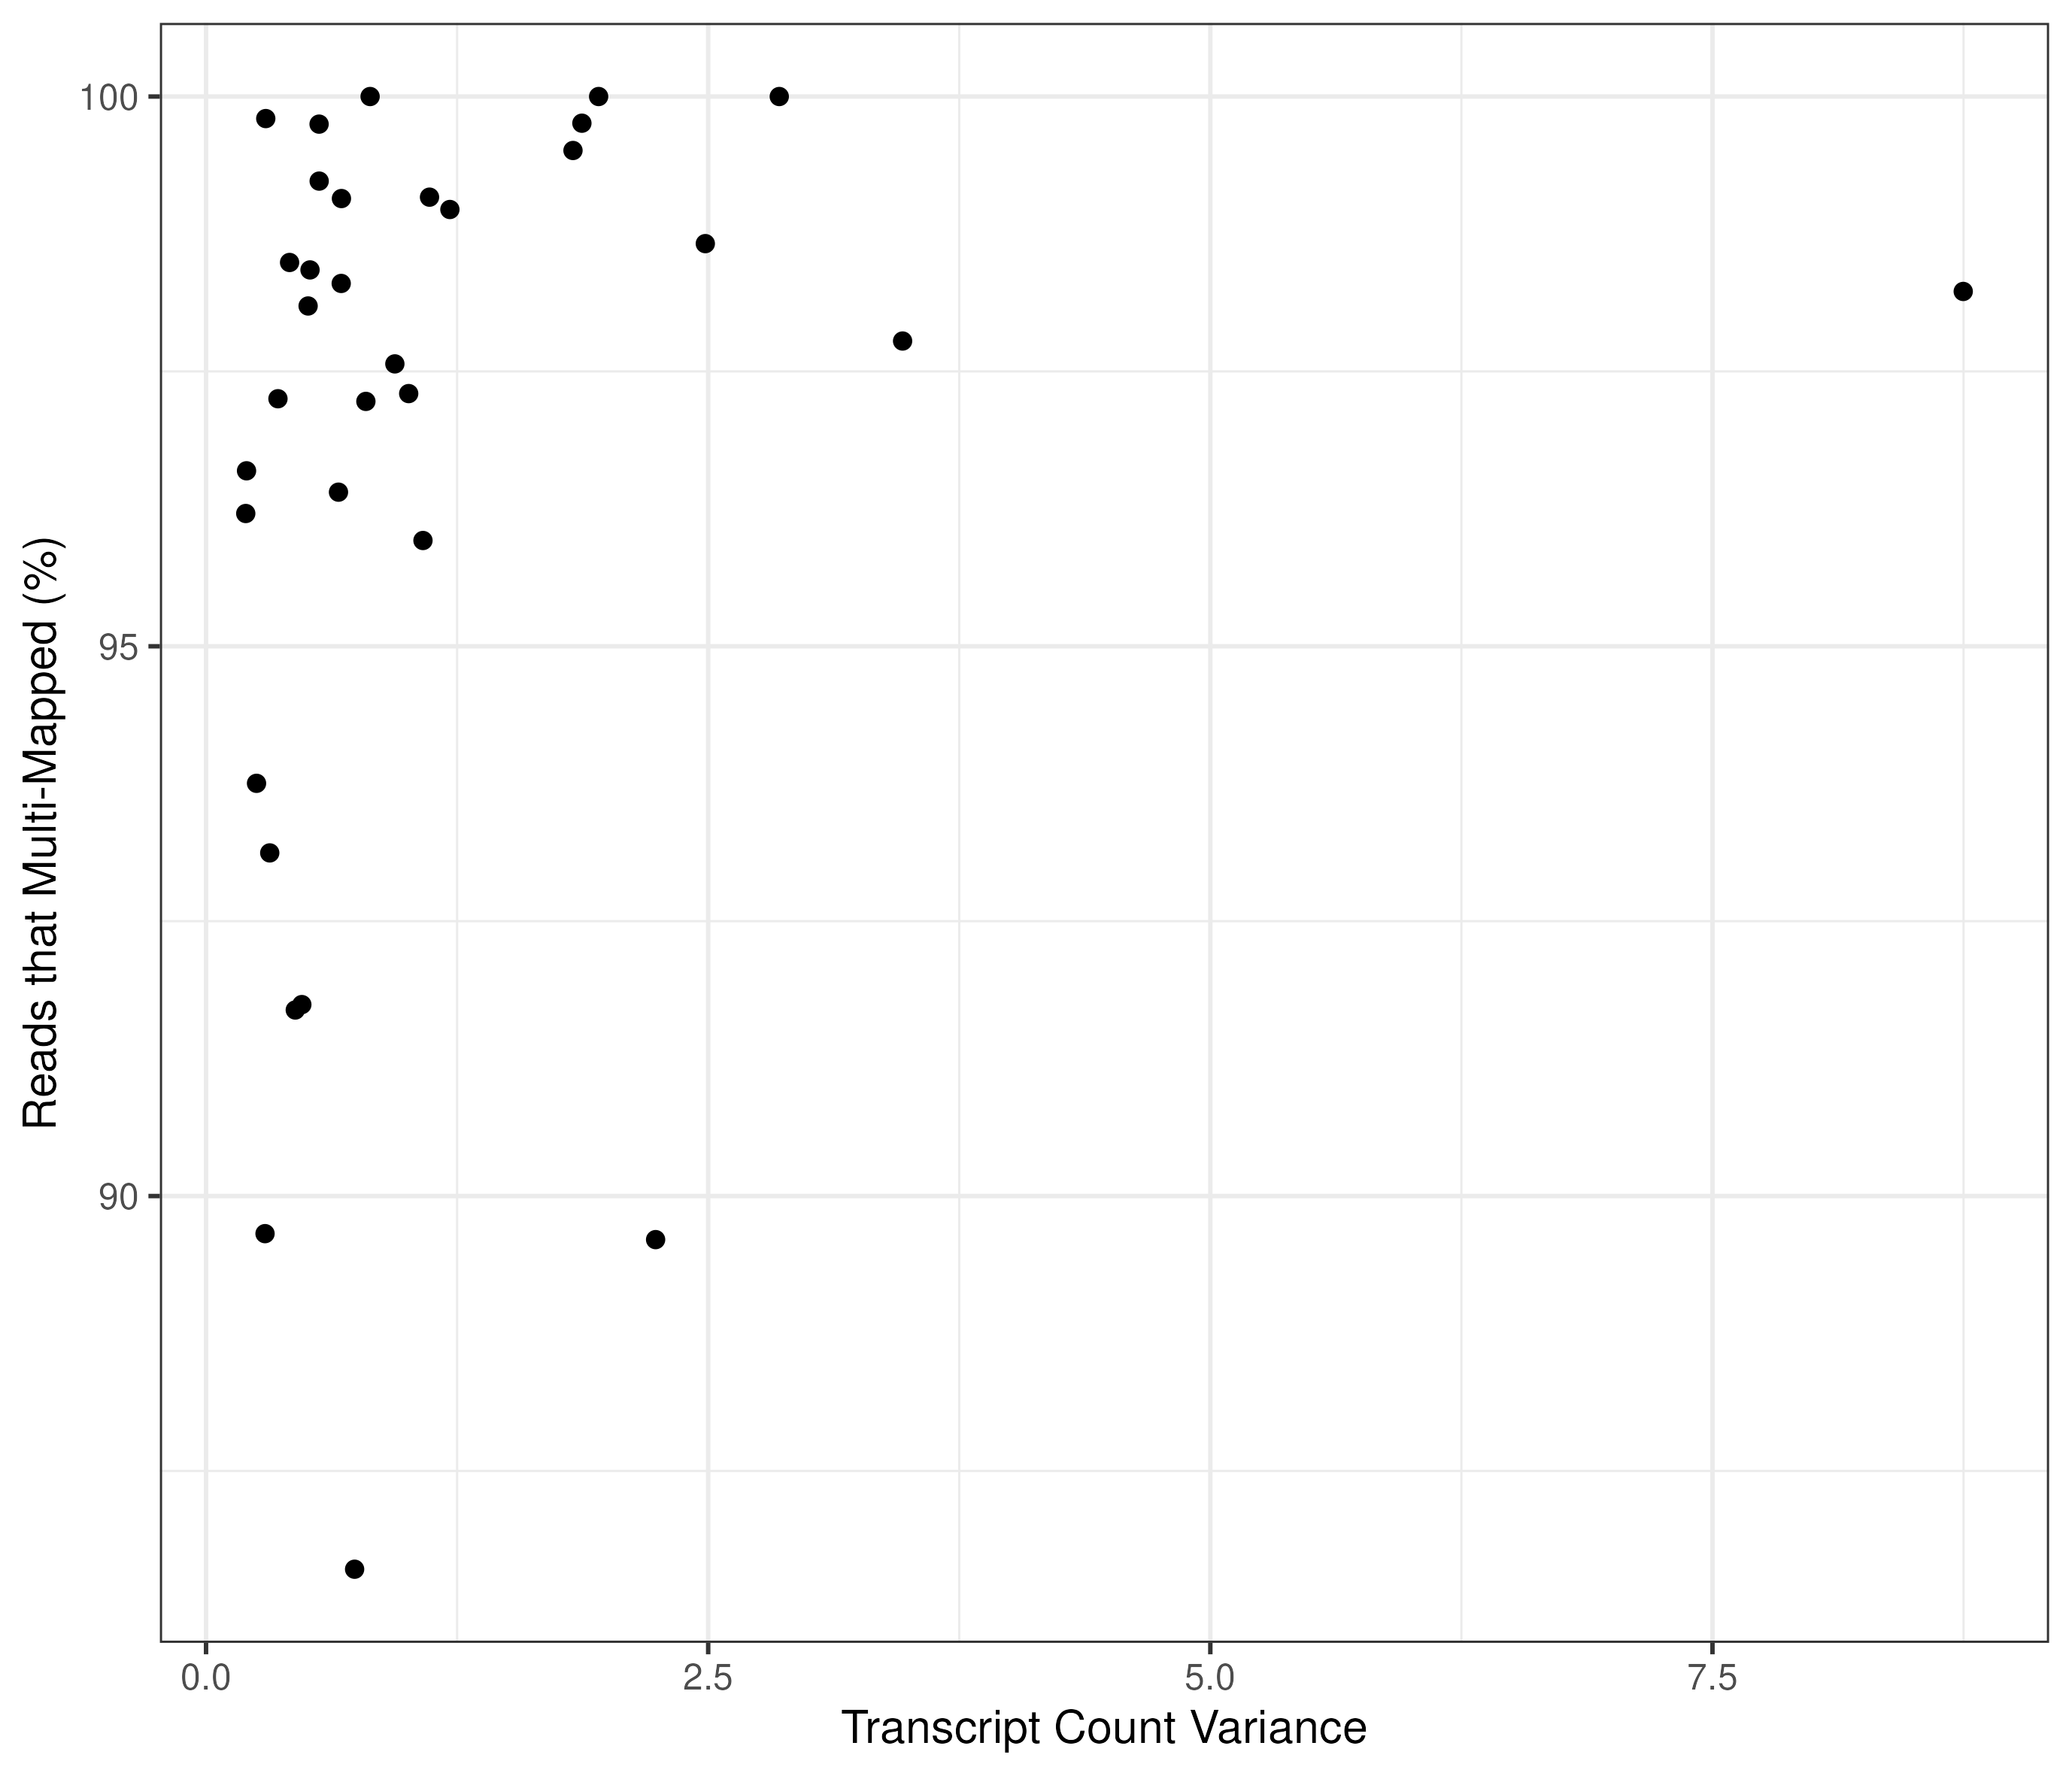 100
95
90
Reads that Multi-Mapped (%)
0.0 2.5 5.0 7.5
Transcript Count Variance